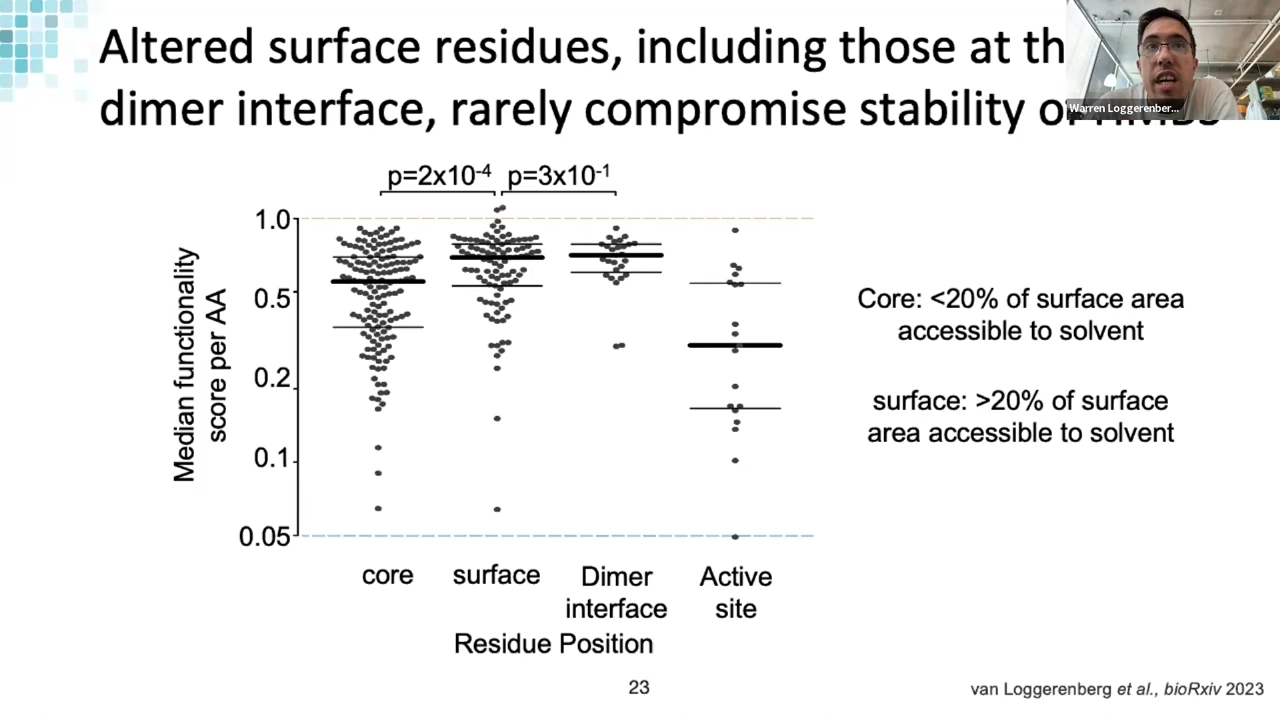 Altered surface residues, including those at th
dimer interface, rarely compromise stability
Warren Loggerenber...
p=2x10-4 p=3x10-1
1.0
0.5
0.2
0.1
0.05
Median functionality
score per AA
core surface Dimer interface Active site
Residue Position
Core: <20% of surface area
accessible to solvent
surface: >20% of surface
area accessible to solvent
23
van Loggerenberg et al., bioRxiv 2023